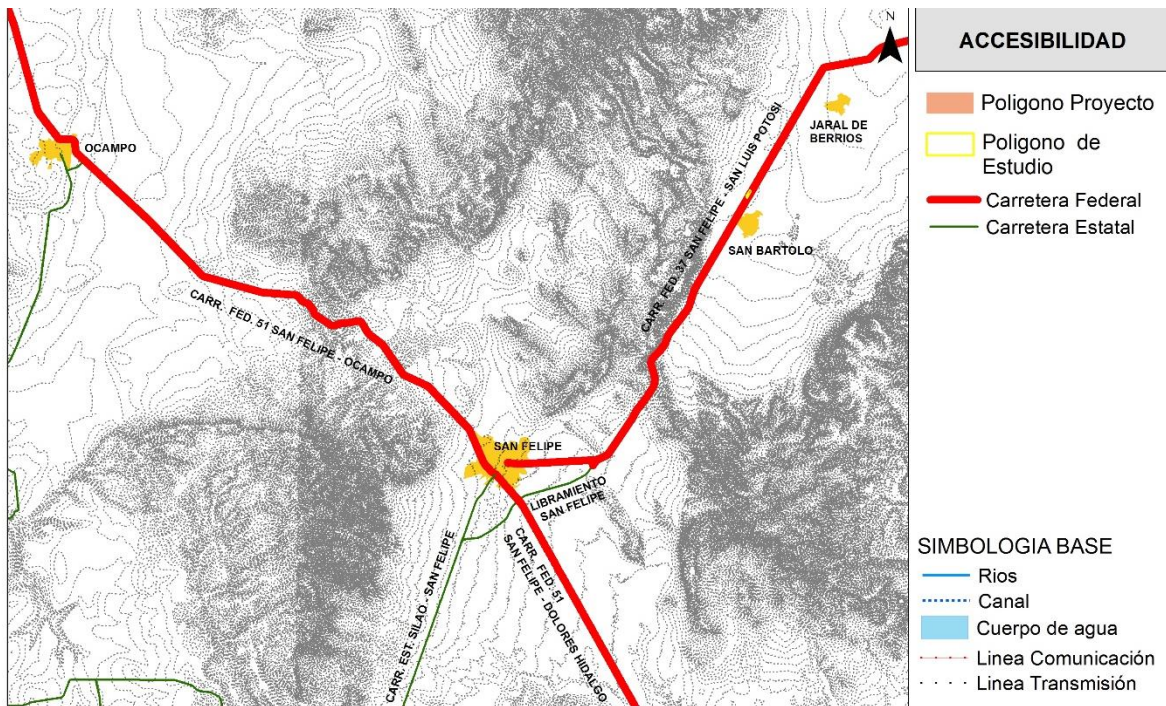 N
OCAMPO
JARAL DE
BERRIOS
CARR. FED. 37 SAN FELIPE - SAN LUIS POTOSI
SAN BARTOLO
CARR. FED. 51 SAN FELIPE - OCAMPO
SAN FELIPE
LIBRAMIENTO
SAN FELIPE
CARR. EST. SILAO - SAN FELIPE
CARR. FED. 51
SAN FELIPE - DOLORES HIDALGO
ACCESIBILIDAD
Poligono Proyecto
Poligono de
Estudio
Carretera Federal
Carretera Estatal
SIMBOLOGIA BASE
Rios
Canal
Cuerpo de agua
Linea Comunicación
Linea Transmisión